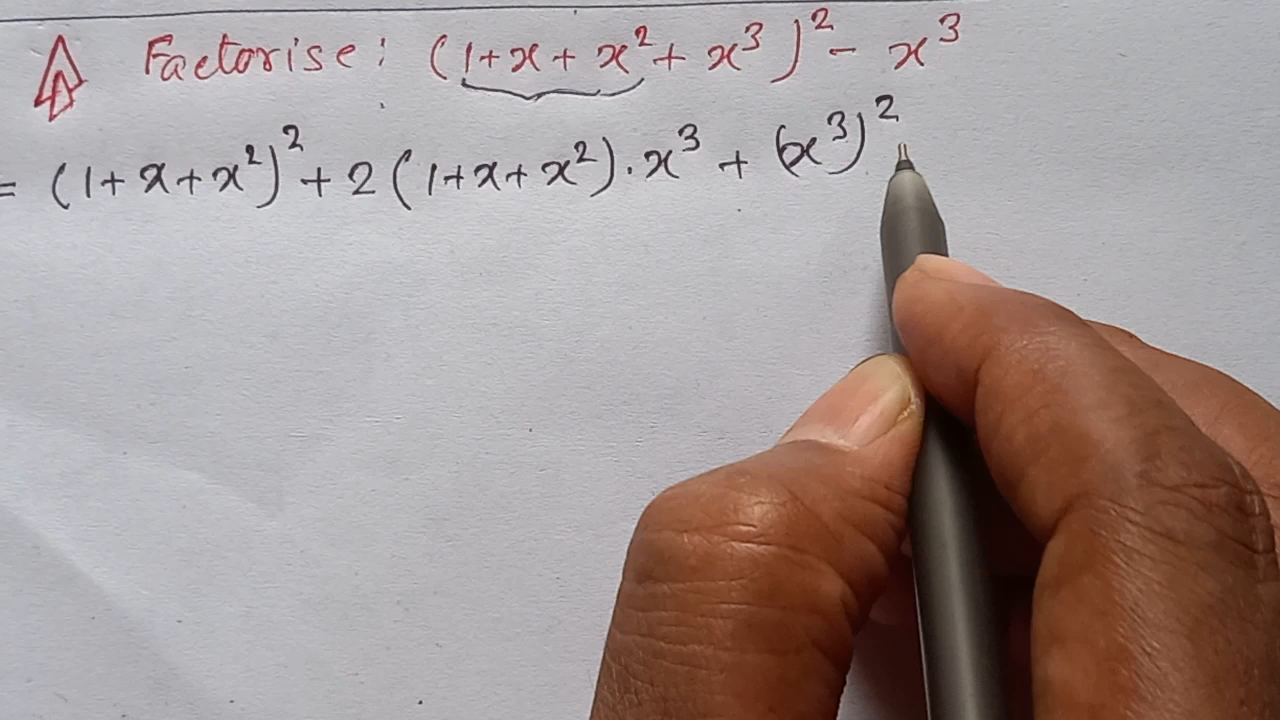 Factorise: (1+x+x²+x³)² - x³
= (1+x+x²)² + 2(1+x+x²).x³ + (x³)²